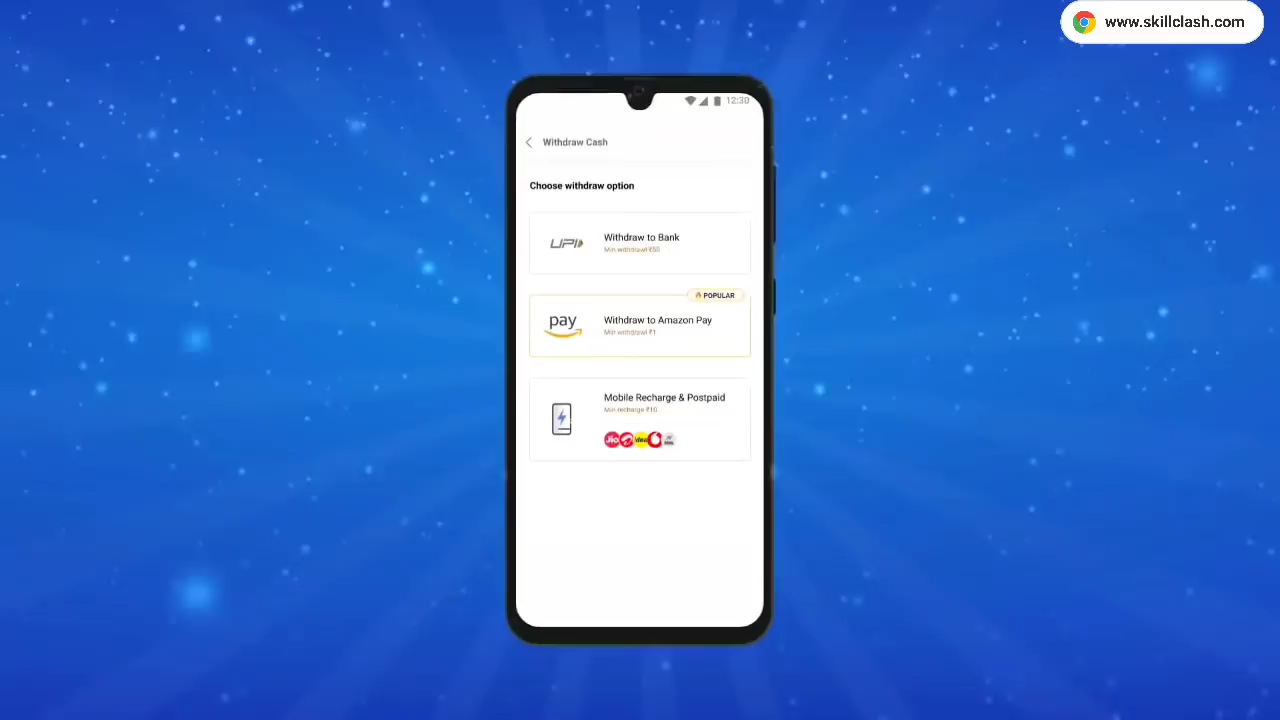 www.skillclash.com
12:30
Withdraw Cash
Choose withdraw option
UPI
Withdraw to Bank
Min withdrawl ₹50
POPULAR
pay
Withdraw to Amazon Pay
Min withdrawl ₹1
Mobile Recharge & Postpaid
Min recharge ₹10
Jio
idea